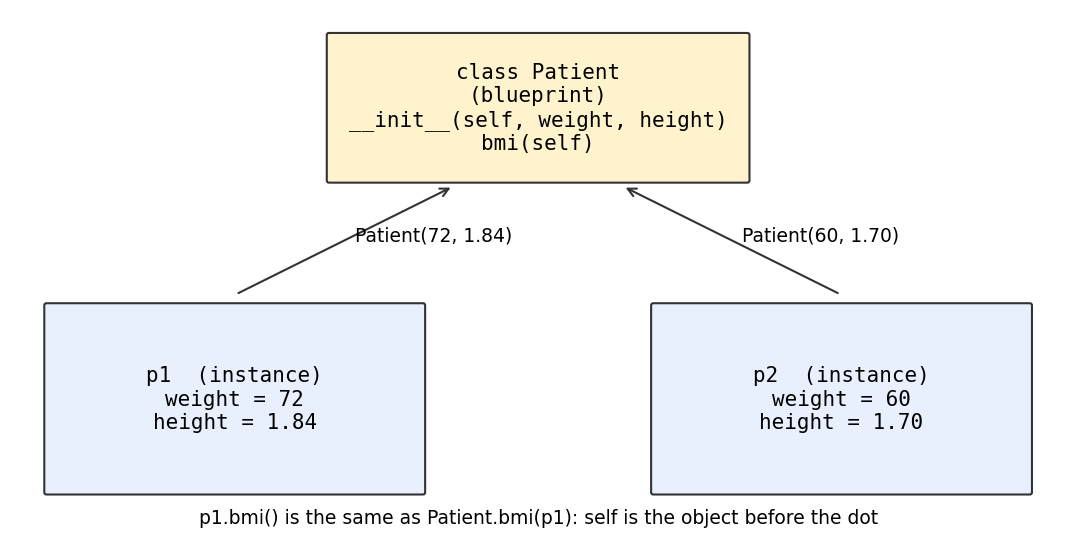 class Patient
(blueprint)
__init__(self, weight, height)
bmi(self)
Patient(72, 1.84)
Patient(60, 1.70)
p1  (instance)
weight = 72
height = 1.84
p2  (instance)
weight = 60
height = 1.70
p1.bmi() is the same as Patient.bmi(p1): self is the object before the dot